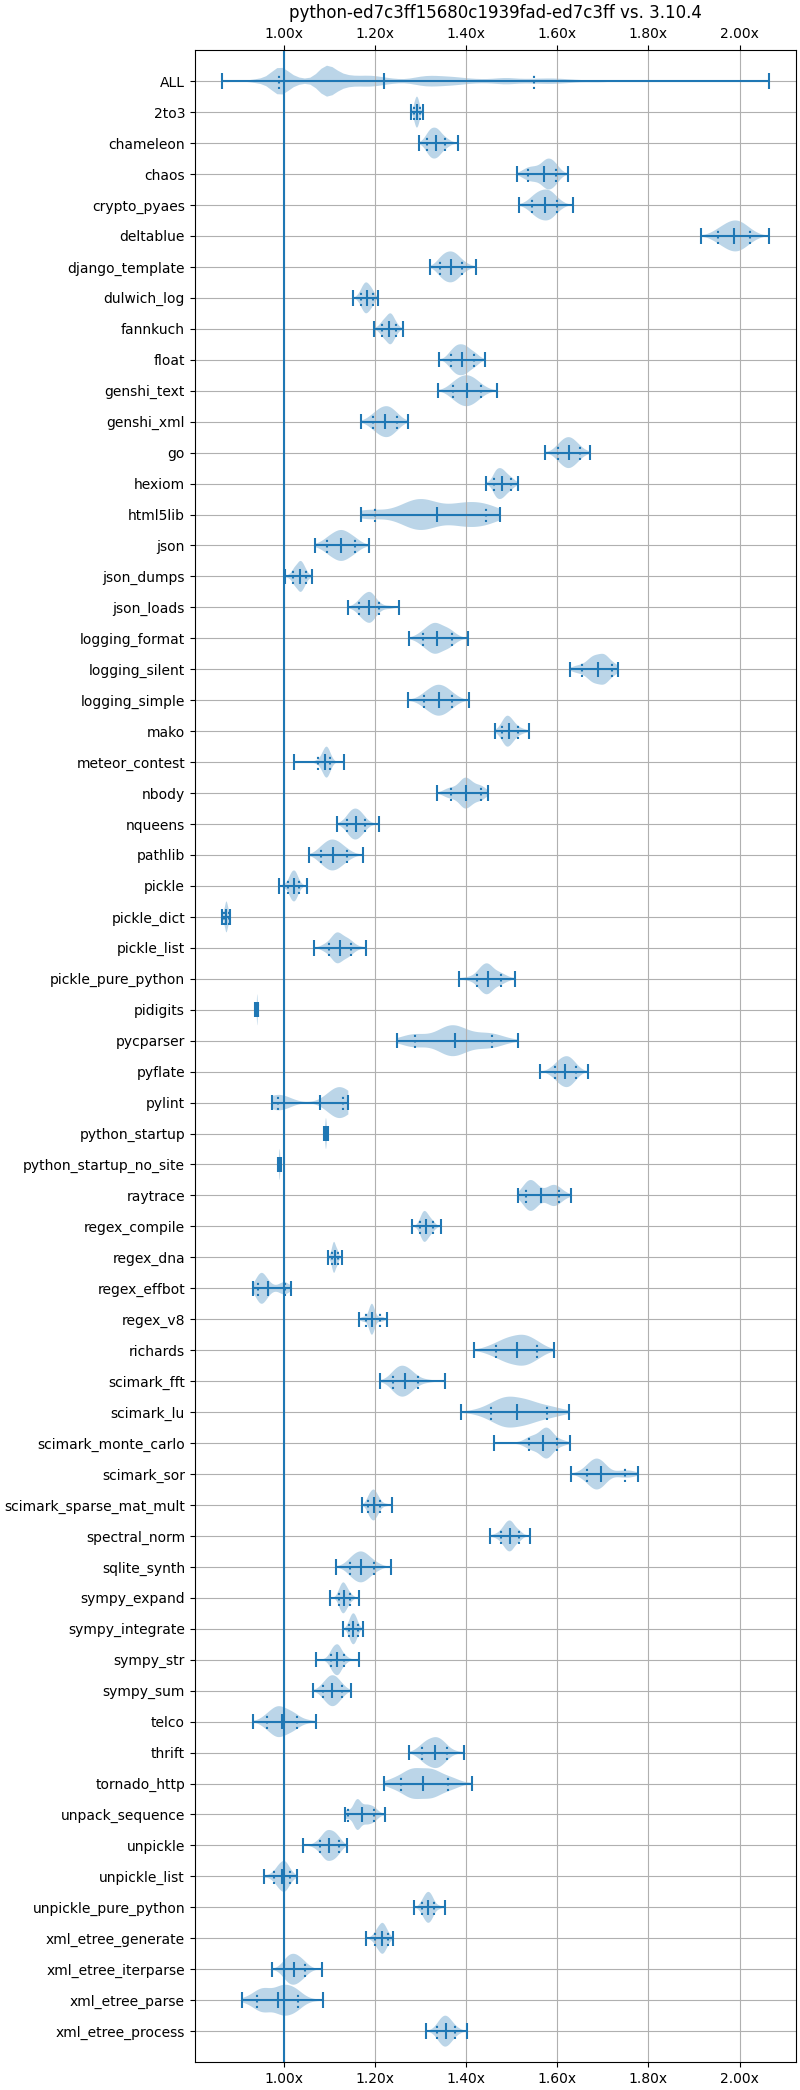 python-ed7c3ff15680c1939fad-ed7c3ff vs. 3.10.4
1.00x 1.20x 1.40x 1.60x 1.80x 2.00x
ALL
2to3
chameleon
chaos
crypto_pyaes
deltablue
django_template
dulwich_log
fannkuch
float
genshi_text
genshi_xml
go
hexiom
html5lib
json
json_dumps
json_loads
logging_format
logging_silent
logging_simple
mako
meteor_contest
nbody
nqueens
pathlib
pickle
pickle_dict
pickle_list
pickle_pure_python
pidigits
pycparser
pyflate
pylint
python_startup
python_startup_no_site
raytrace
regex_compile
regex_dna
regex_effbot
regex_v8
richards
scimark_fft
scimark_lu
scimark_monte_carlo
scimark_sor
scimark_sparse_mat_mult
spectral_norm
sqlite_synth
sympy_expand
sympy_integrate
sympy_str
sympy_sum
telco
thrift
tornado_http
unpack_sequence
unpickle
unpickle_list
unpickle_pure_python
xml_etree_generate
xml_etree_iterparse
xml_etree_parse
xml_etree_process
1.00x 1.20x 1.40x 1.60x 1.80x 2.00x